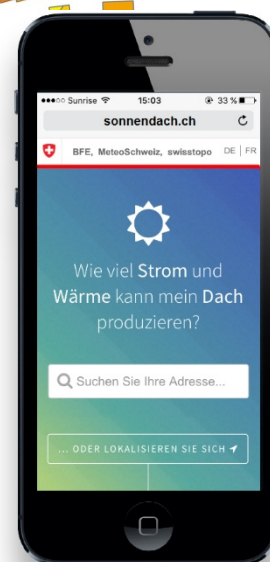 Sunrise 15:03 33 %
sonnendach.ch
BFE, MeteoSchweiz, swisstopo DE | FR
Wie viel Strom und
Wärme kann mein Dach
produzieren?
Suchen Sie Ihre Adresse...
... ODER LOKALISIEREN SIE SICH